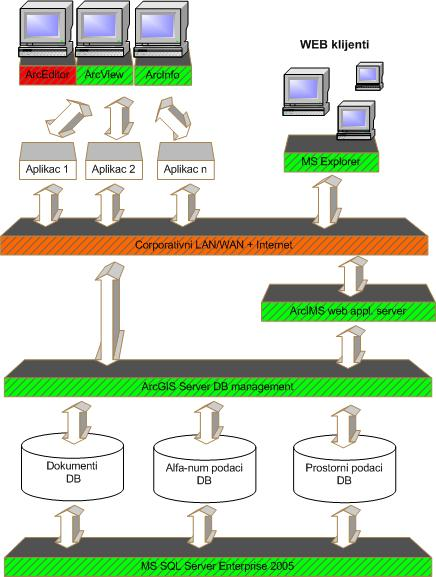 WEB klijenti
ArcEditor
ArcView
ArcInfo
Aplikac 1
Aplikac 2
Aplikac n
MS Explorer
Corporativni LAN/WAN + Internet
ArcIMS web appl. server
ArcGIS Server DB management
Dokumenti
DB
Alfa-num podaci
DB
Prostorni podaci
DB
MS SQL Server Enterprise 2005